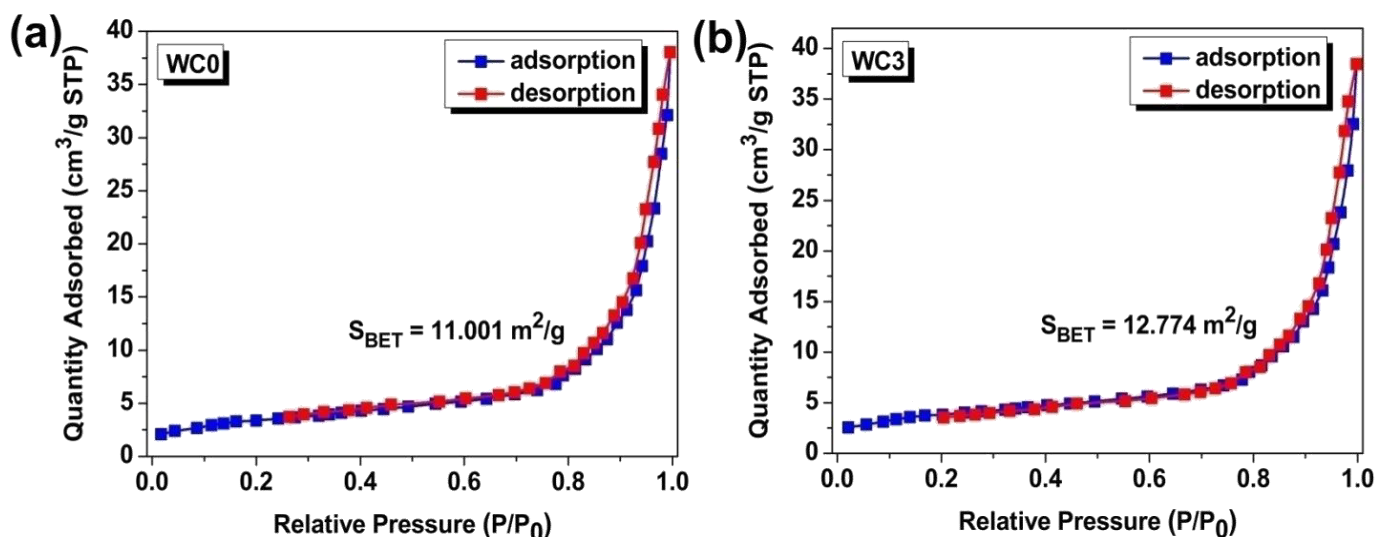 (a)
WC0
adsorption
desorption
S_BET = 11.001 m²/g
Quantity Adsorbed (cm³/g STP)
40
35
30
25
20
15
10
5
0
0.0 0.2 0.4 0.6 0.8 1.0
Relative Pressure (P/P₀)
(b)
WC3
adsorption
desorption
S_BET = 12.774 m²/g
Quantity Adsorbed (cm³/g STP)
40
35
30
25
20
15
10
5
0
0.0 0.2 0.4 0.6 0.8 1.0
Relative Pressure (P/P₀)